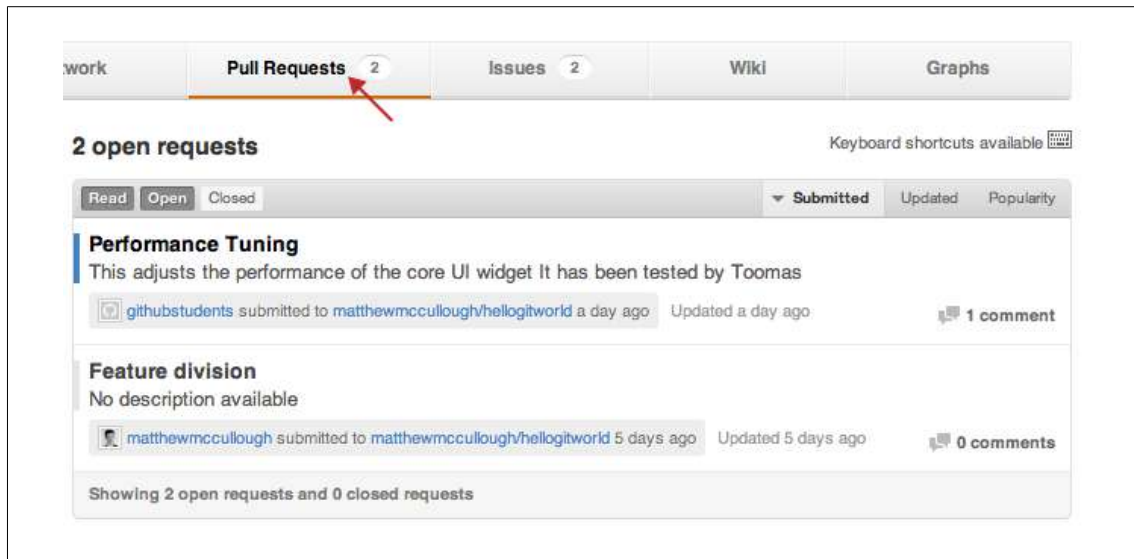 work Pull Requests 2 Issues 2 Wiki Graphs
2 open requests Keyboard shortcuts available
Read Open Closed Submitted Updated Popularity
Performance Tuning
This adjusts the performance of the core UI widget It has been tested by Toomas
githubstudents submitted to matthewmccullough/hellogitworld a day ago Updated a day ago 1 comment
Feature division
No description available
matthewmccullough submitted to matthewmccullough/hellogitworld 5 days ago Updated 5 days ago 0 comments
Showing 2 open requests and 0 closed requests